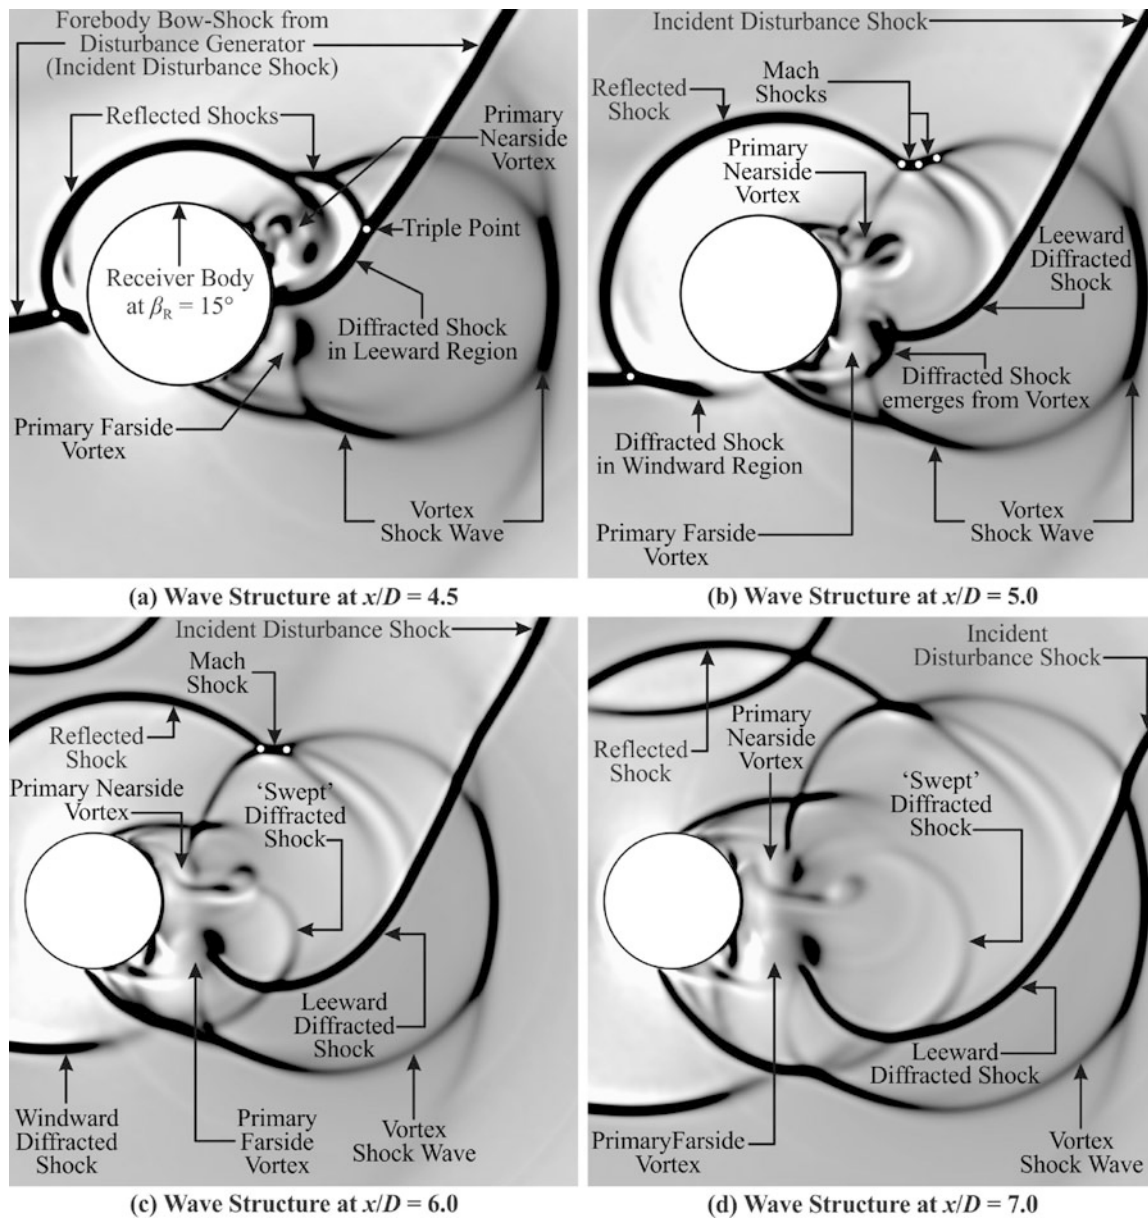 Forebody Bow-Shock from
Disturbance Generator
(Incident Disturbance Shock)
Reflected Shocks
Primary
Nearside
Vortex
Triple Point
Receiver Body
at βR = 15°
Diffracted Shock
in Leeward Region
Primary Farside
Vortex
Vortex
Shock Wave
(a) Wave Structure at x/D = 4.5
Incident Disturbance Shock
Mach
Shocks
Reflected
Shock
Primary
Nearside
Vortex
Leeward
Diffracted
Shock
Diffracted Shock
emerges from Vortex
Diffracted Shock
in Windward Region
Primary Farside
Vortex
Vortex
Shock Wave
(b) Wave Structure at x/D = 5.0
Incident Disturbance Shock
Mach
Shock
Reflected
Shock
Primary Nearside
Vortex
‘Swept’
Diffracted
Shock
Leeward
Diffracted
Shock
Windward
Diffracted
Shock
Primary
Farside
Vortex
Vortex
Shock Wave
(c) Wave Structure at x/D = 6.0
Incident
Disturbance Shock
Primary
Nearside
Vortex
Reflected
Shock
‘Swept’
Diffracted
Shock
Leeward
Diffracted Shock
PrimaryFarside
Vortex
Vortex
Shock Wave
(d) Wave Structure at x/D = 7.0